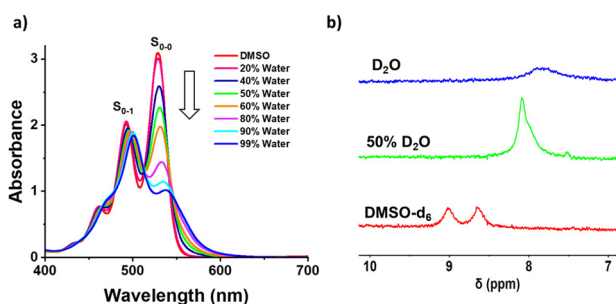 a)
S₀₋₀
S₀₋₁
DMSO
20% Water
40% Water
50% Water
60% Water
80% Water
90% Water
99% Water
3
2
1
0
Absorbance
400 500 600 700
Wavelength (nm)
b)
D₂O
50% D₂O
DMSO-d₆
10 9 8 7
δ (ppm)